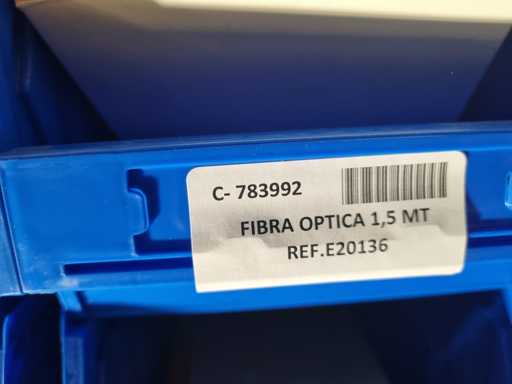 C- 783992
FIBRA OPTICA 1,5 MT
REF.E20136